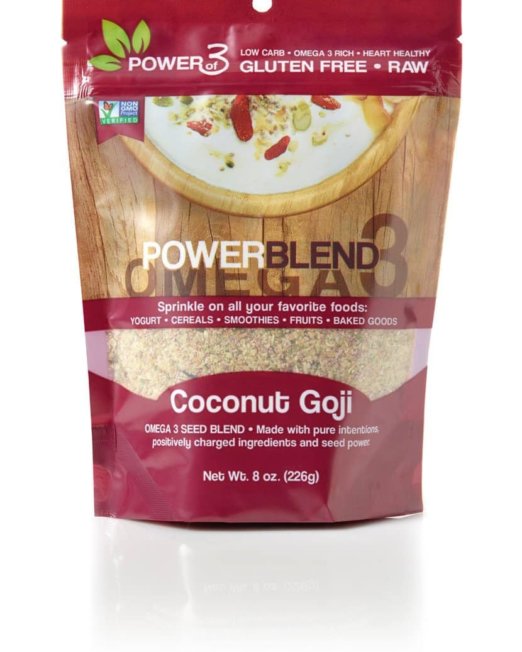 POWER of 3
LOW CARB • OMEGA 3 RICH • HEART HEALTHY
GLUTEN FREE • RAW
NON
GMO
Project
VERIFIED
POWERBLEND
OMEGA 3
Sprinkle on all your favorite foods:
YOGURT • CEREALS • SMOOTHIES • FRUITS • BAKED GOODS
Coconut Goji
OMEGA 3 SEED BLEND • Made with pure intentions,
positively charged ingredients and seed power.
Net Wt. 8 oz. (226g)